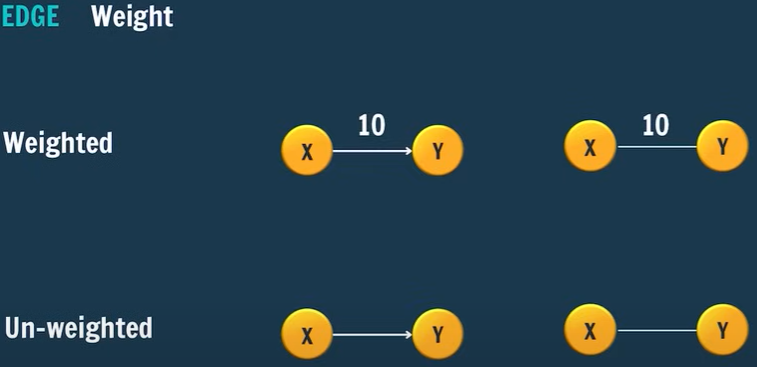 EDGE Weight
10 10
Weighted X Y X Y
Un-weighted X Y X Y